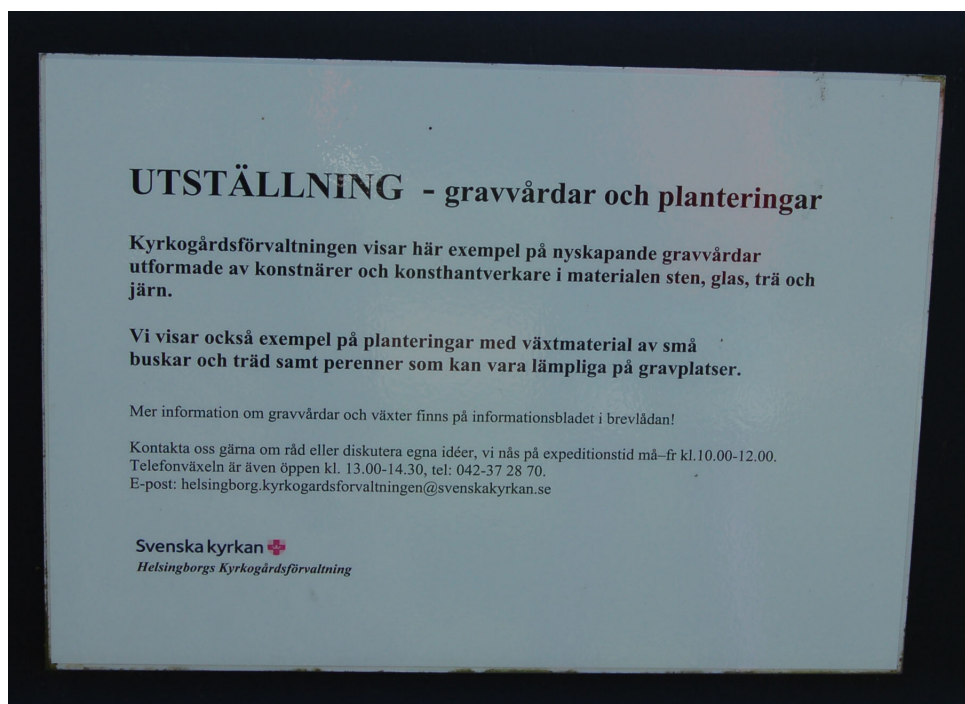 UTSTÄLLNING - gravvårdar och planteringar
Kyrkogårdsförvaltningen visar här exempel på nyskapande gravvårdar
utformade av konstnärer och konsthantverkare i materialen sten, glas, trä och
järn.
Vi visar också exempel på planteringar med växtmaterial av små
buskar och träd samt perenner som kan vara lämpliga på gravplatser.
Mer information om gravvårdar och växter finns på informationsbladet i brevlådan!
Kontakta oss gärna om råd eller diskutera egna idéer, vi nås på expeditionstid må–fr kl.10.00-12.00.
Telefonväxeln är även öppen kl. 13.00-14.30, tel: 042-37 28 70.
E-post: helsingborg.kyrkogardsforvaltningen@svenskakyrkan.se
Svenska kyrkan
Helsingborgs Kyrkogårdsförvaltning